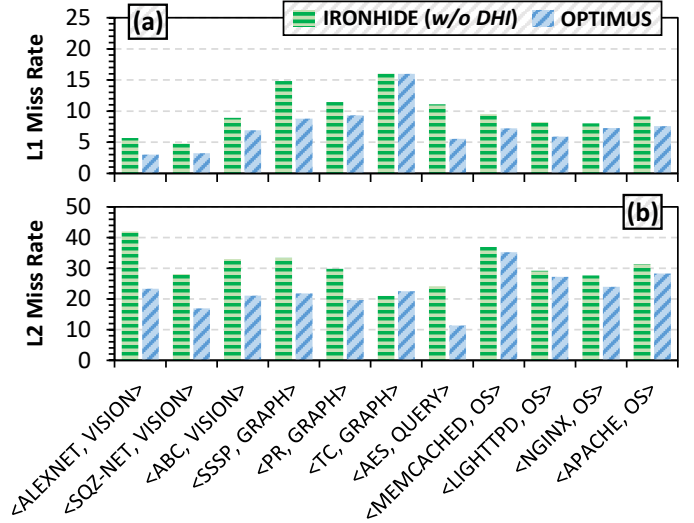 (a)
IRONHIDE (w/o DHI) OPTIMUS
L1 Miss Rate
25
20
15
10
5
0
(b)
L2 Miss Rate
50
40
30
20
10
0
<ALEXNET, VISION>
<SQZ-NET, VISION>
<ABC, VISION>
<SSSP, GRAPH>
<PR, GRAPH>
<TC, GRAPH>
<AES, QUERY>
<MEMCACHED, OS>
<LIGHTTPD, OS>
<NGINX, OS>
<APACHE, OS>